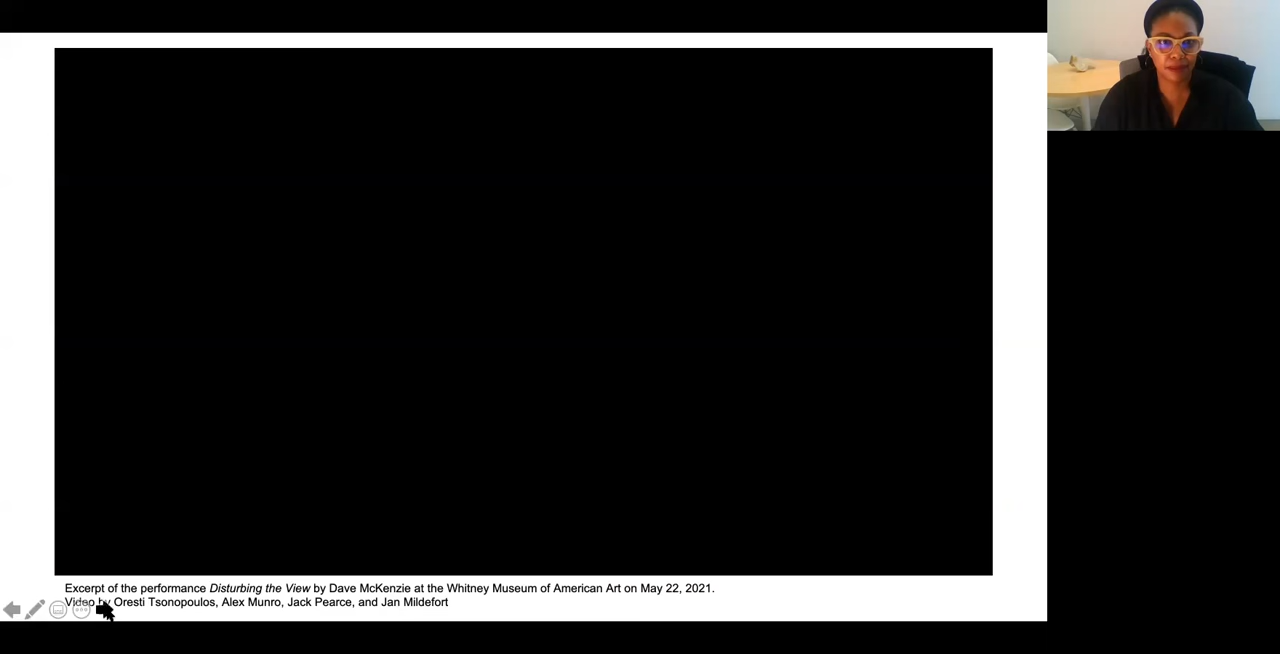 Excerpt of the performance Disturbing the View by Dave McKenzie at the Whitney Museum of American Art on May 22, 2021.
Video by Oresti Tsonopoulos, Alex Munro, Jack Pearce, and Jan Mildefort